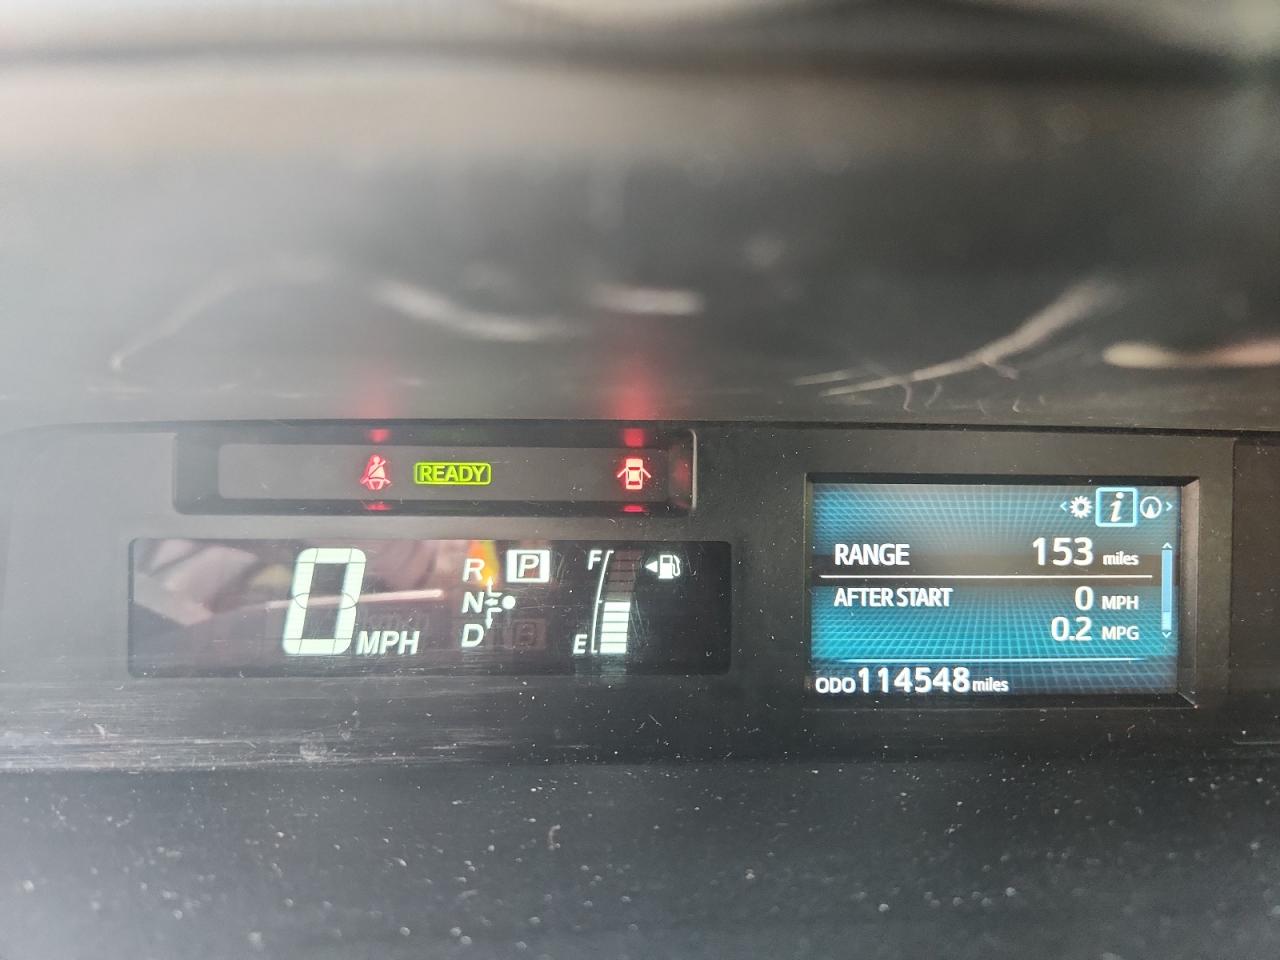 READY
0 MPH
R P
N
D B
F
E
i
RANGE 153 miles
AFTER START 0 MPH
0.2 MPG
ODO 114548 miles